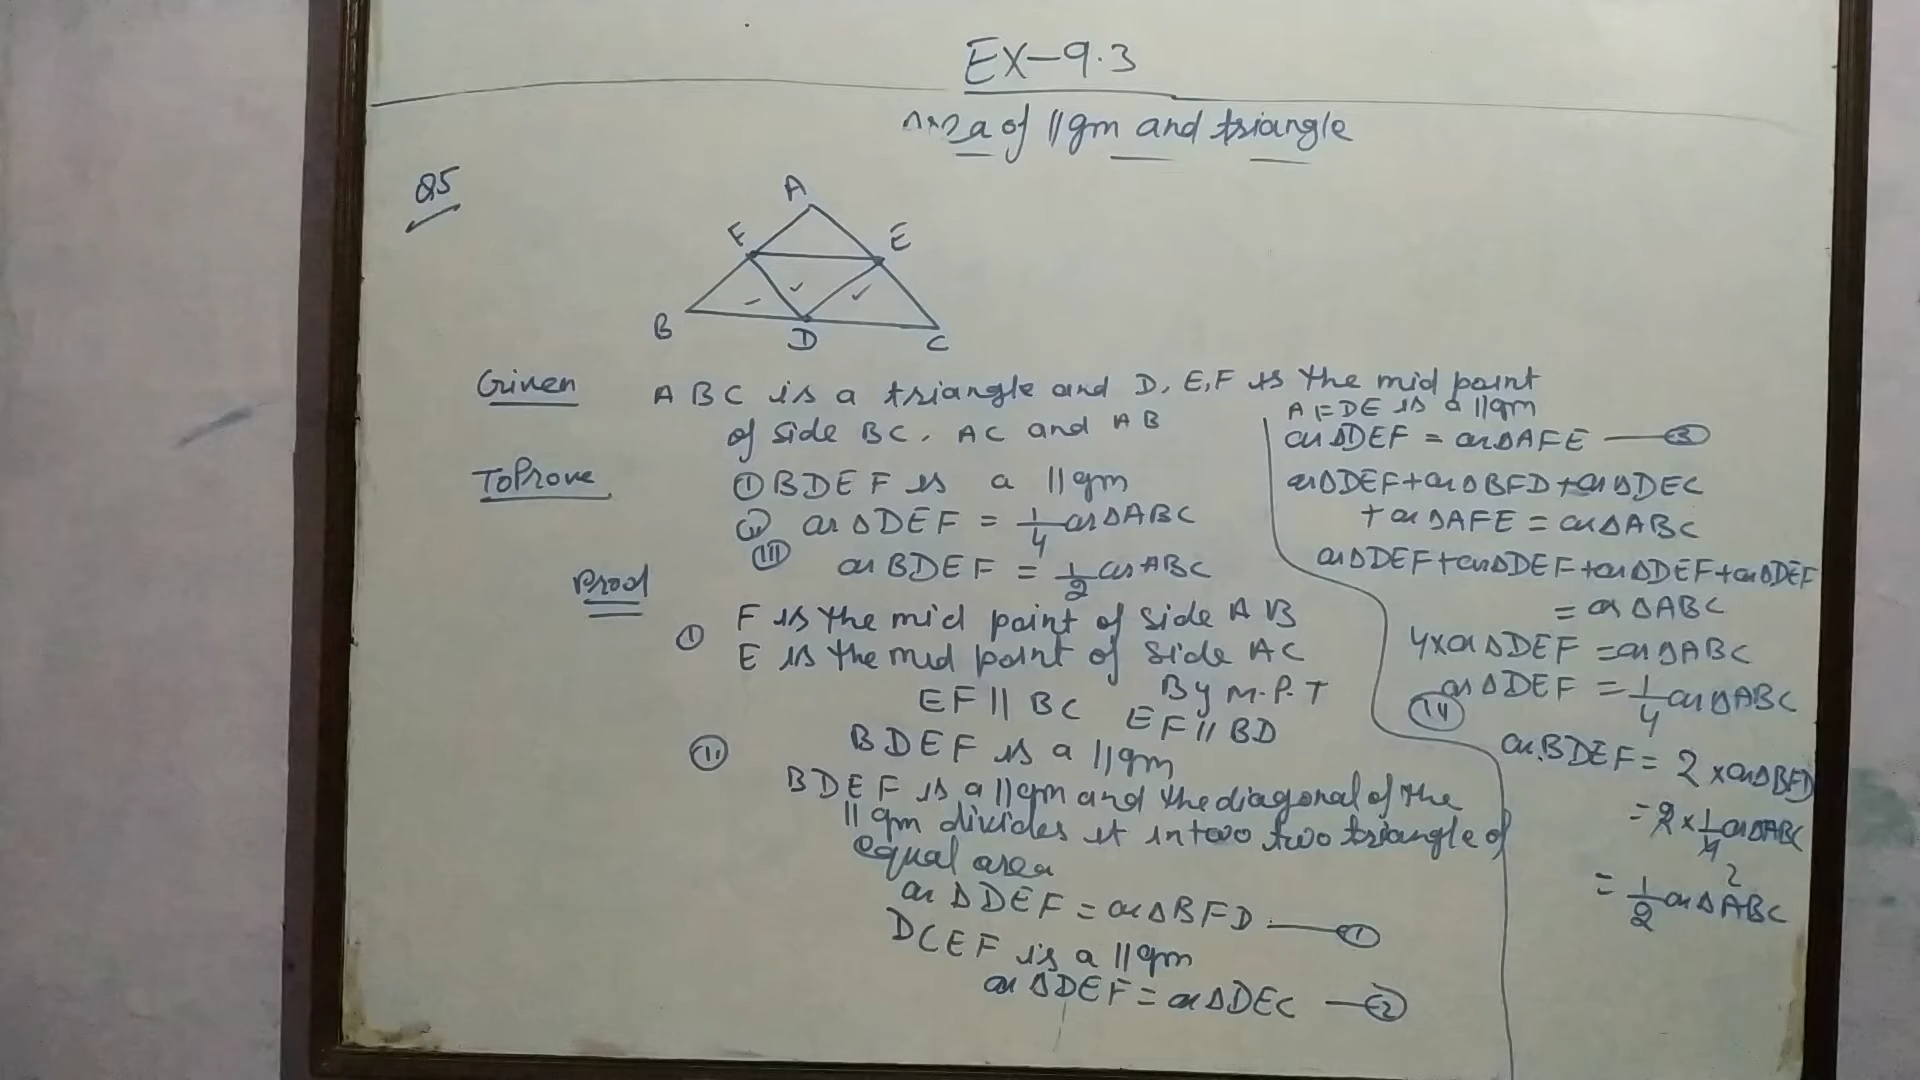 EX-9.3
area of ||gm and triangle
Q5
A
F
E
B
D
C
Given ABC is a triangle and D, E, F is the mid point
of side BC, AC and AB
To Prove (I) BDEF is a ||gm
(II) ar ΔDEF = 1/4 ar ΔABC
(III) ar BDEF = 1/2 ar ABC
Proof
(I) F is the mid point of side AB
E is the mid point of side AC
EF || BC By M.P.T
EF || BD
BDEF is a ||gm
(II) BDEF is a ||gm and the diagonal of the
||gm divides it in two two triangle of
equal area
ar ΔDEF = ar ΔBFD — (1)
DCEF is a ||gm
ar ΔDEF = ar ΔDEC — (2)
AFDE is a ||gm
ar ΔDEF = ar ΔAFE — (3)
ar ΔDEF + ar ΔBFD + ar ΔDEC
+ ar ΔAFE = ar ΔABC
ar ΔDEF + ar ΔDEF + ar ΔDEF + ar ΔDEF
= ar ΔABC
4 x ar ΔDEF = ar ΔABC
ar ΔDEF = 1/4 ar ΔABC
(III)
ar. BDEF = 2 x ar ΔBFD
= 2 x 1/4 ar ΔABC
2
= 1/2 ar ΔABC